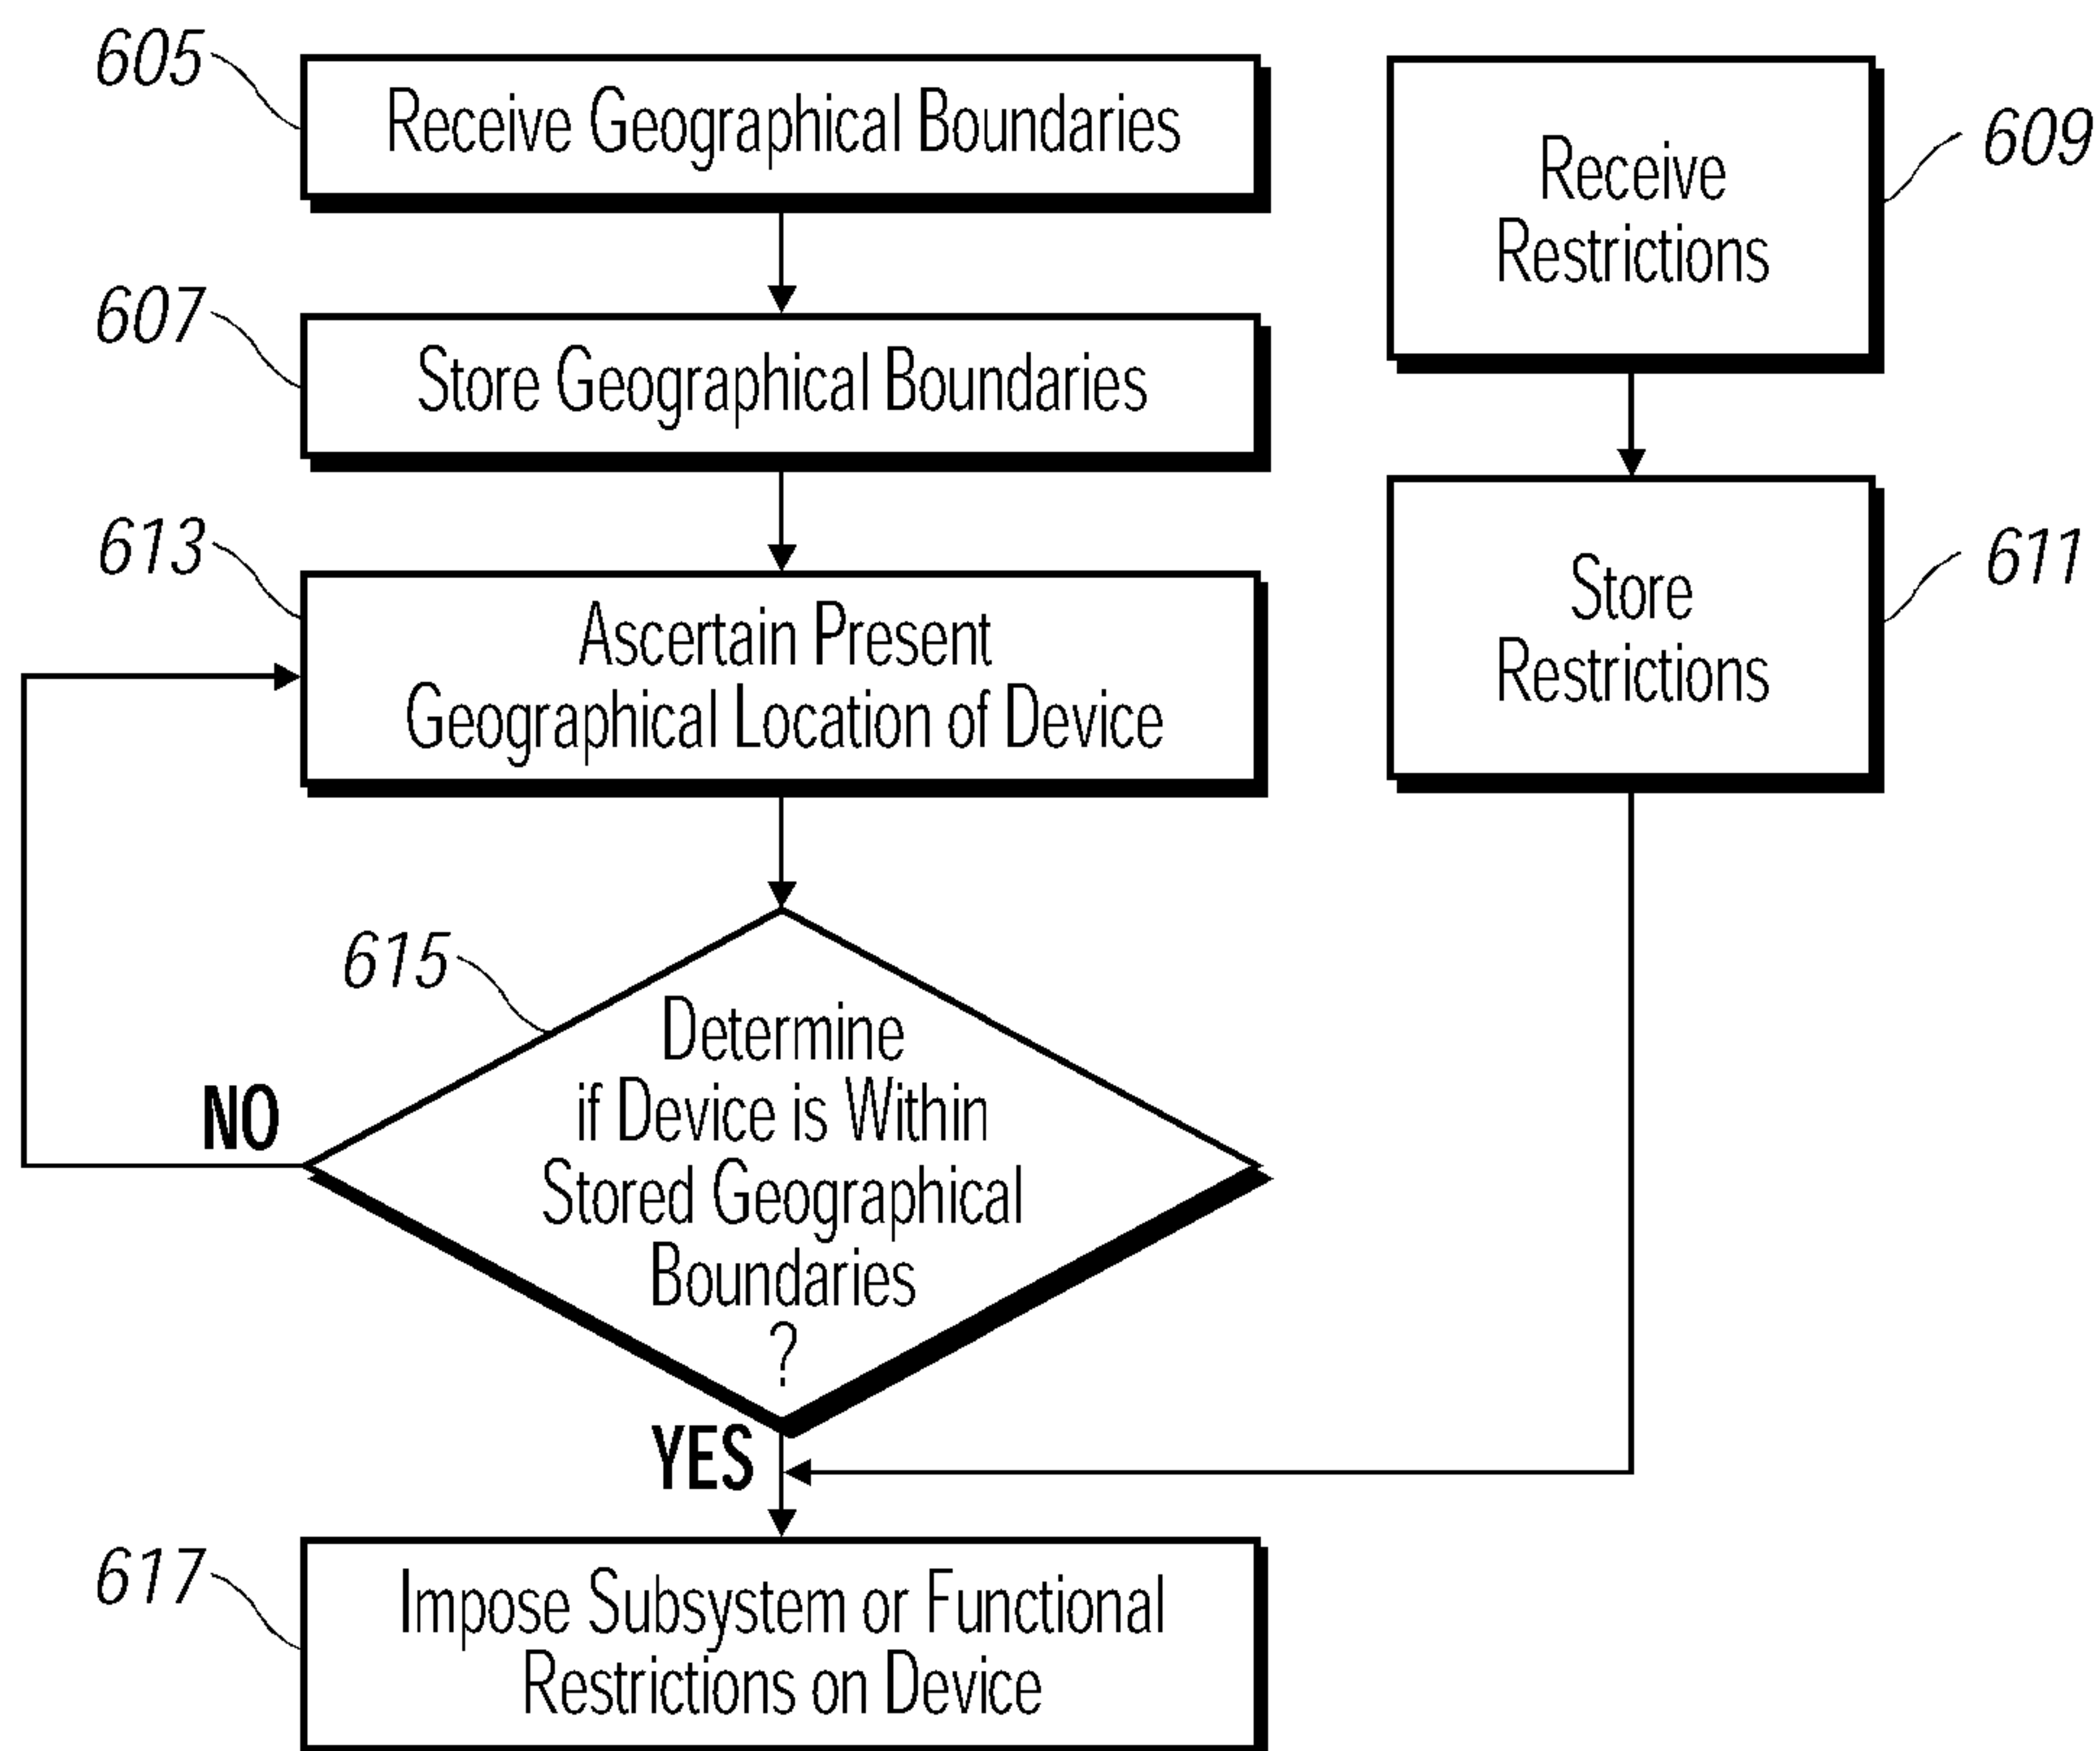 605
Receive Geographical Boundaries
607
Store Geographical Boundaries
613
Ascertain Present
Geographical Location of Device
615
Determine
if Device is Within
Stored Geographical
Boundaries
?
NO
YES
609
Receive
Restrictions
611
Store
Restrictions
617
Impose Subsystem or Functional
Restrictions on Device